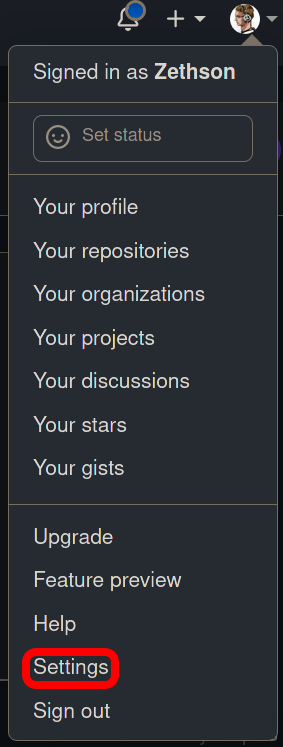 Signed in as Zethson
Set status
Your profile
Your repositories
Your organizations
Your projects
Your discussions
Your stars
Your gists
Upgrade
Feature preview
Help
Settings
Sign out